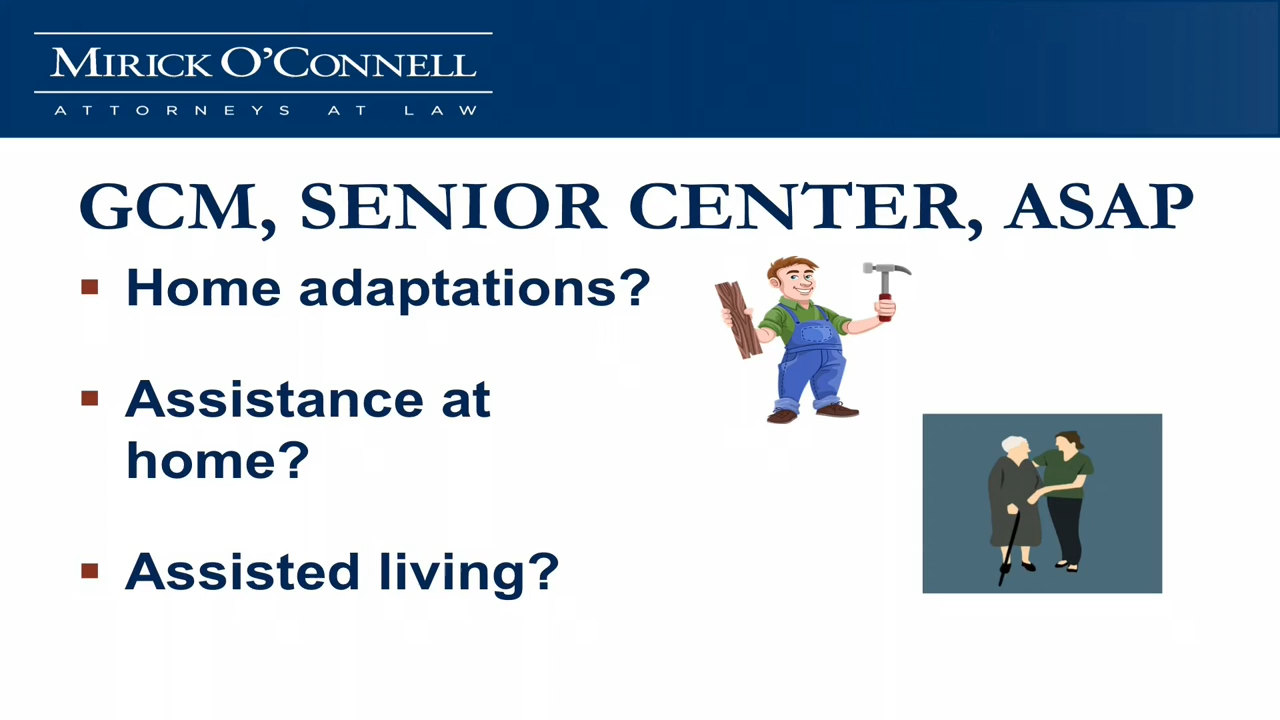 MIRICK O'CONNELL
ATTORNEYS AT LAW
GCM, SENIOR CENTER, ASAP
Home adaptations?
Assistance at
home?
Assisted living?